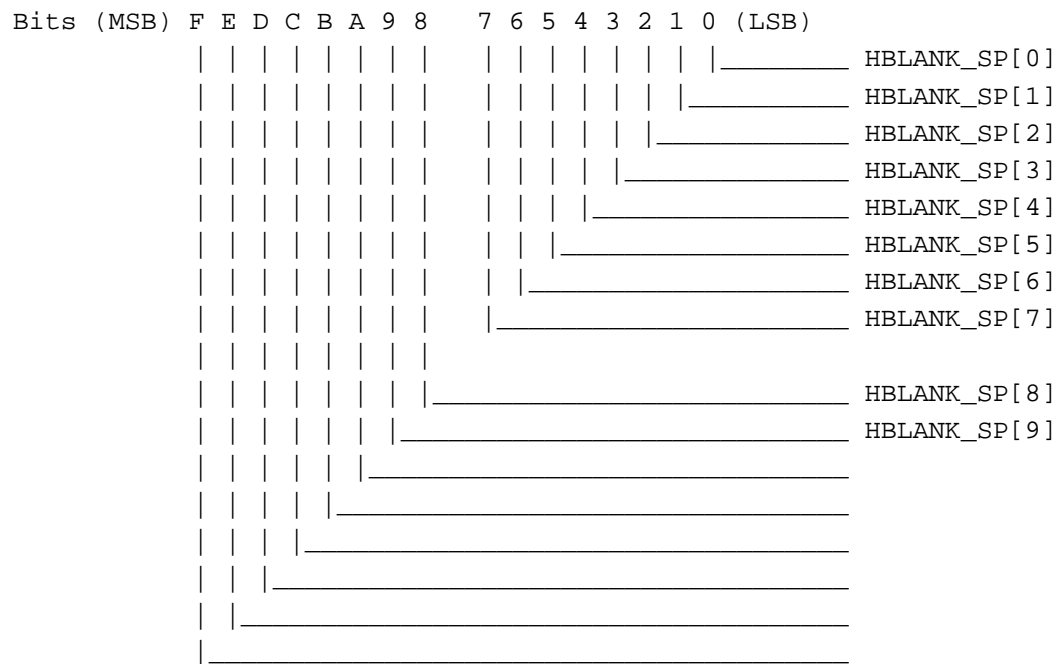 Bits (MSB) F E D C B A 9 8 7 6 5 4 3 2 1 0 (LSB)
HBLANK_SP[0]
HBLANK_SP[1]
HBLANK_SP[2]
HBLANK_SP[3]
HBLANK_SP[4]
HBLANK_SP[5]
HBLANK_SP[6]
HBLANK_SP[7]
HBLANK_SP[8]
HBLANK_SP[9]